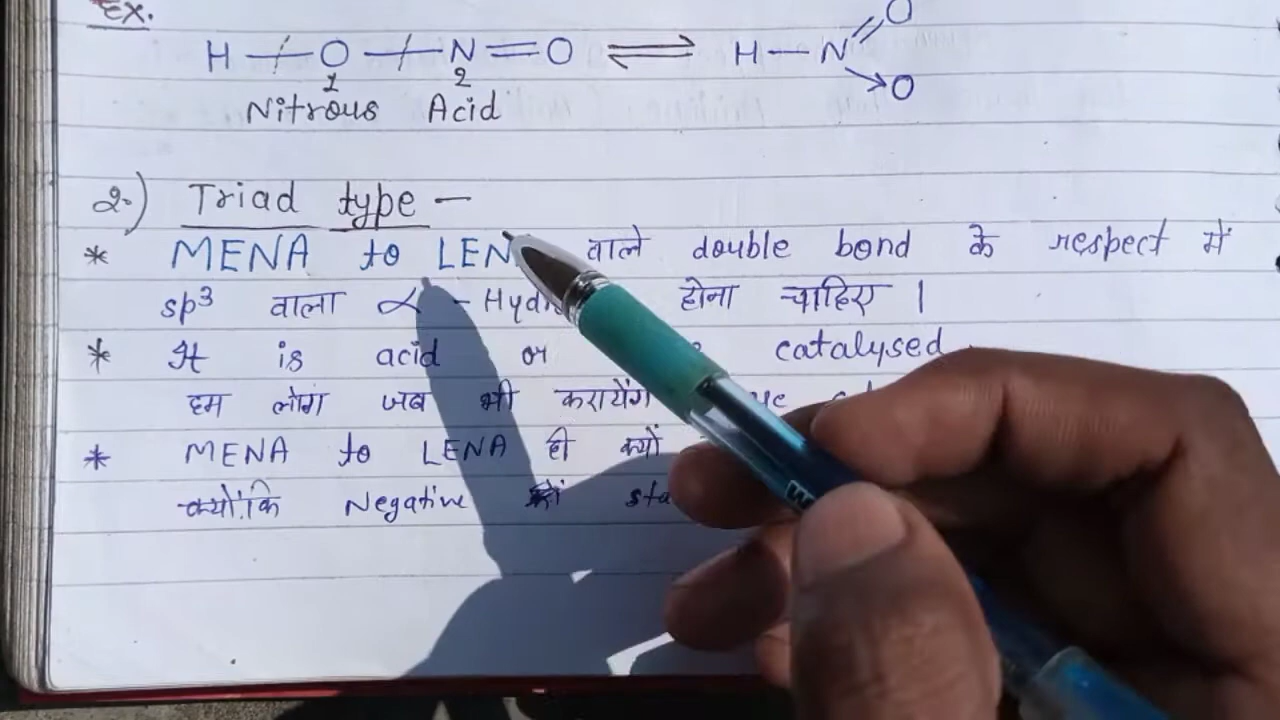 Ex.
H — O — N = O ⇌ H — N = O → O
1 2
Nitrous Acid
2.) Triad type —
* MENA to LEN वाले double bond के respect में
sp³ वाला α - Hyd होना चाहिए ।
* It is acid or catalysed
हम लोग जब भी करायेंगे
* MENA to LENA ही क्यों
क्योंकि Negative